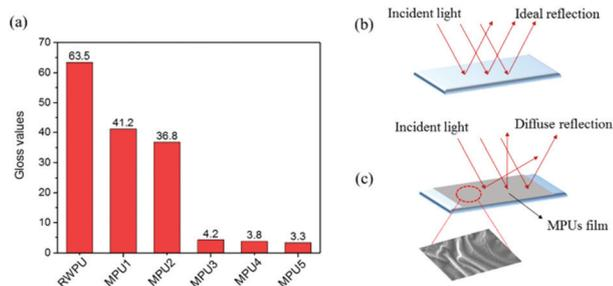 (a)
Gloss values
70
60
50
40
30
20
10
0
63.5
41.2
36.8
4.2
3.8
3.3
RWPU
MPU1
MPU2
MPU3
MPU4
MPU5
(b)
Incident light
Ideal reflection
(c)
Incident light
Diffuse reflection
MPUs film